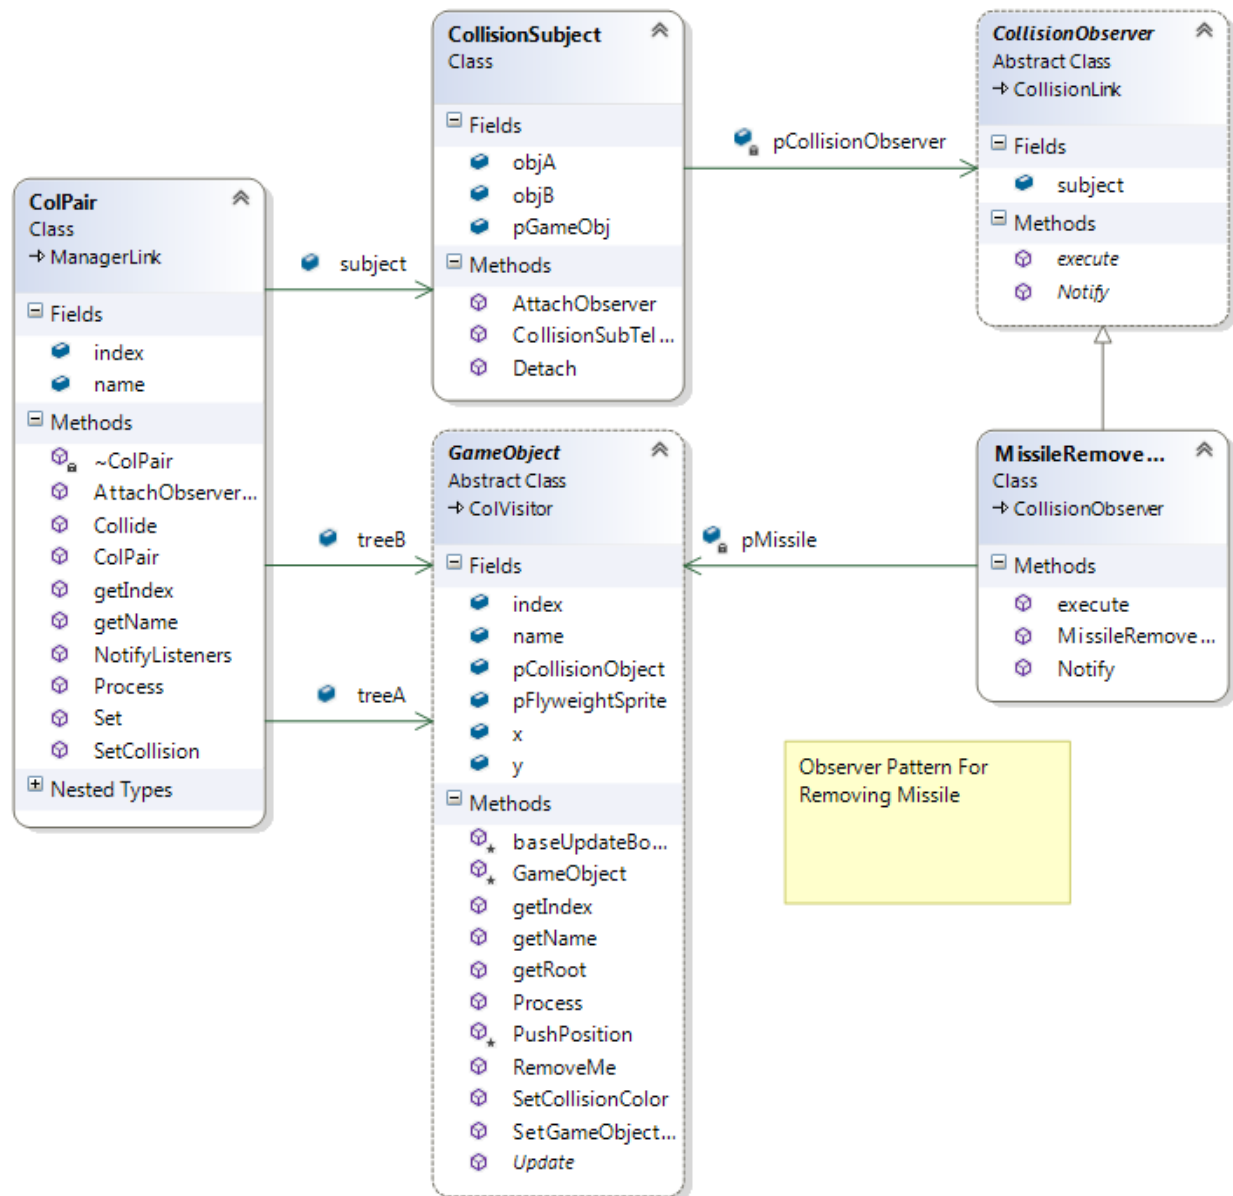 CollisionSubject
Class
Fields
objA
objB
pGameObj
Methods
AttachObserver
CollisionSubTel ...
Detach
pCollisionObserver
CollisionObserver
Abstract Class
CollisionLink
Fields
subject
Methods
execute
Notify
ColPair
Class
ManagerLink
Fields
index
name
Methods
~ColPair
AttachObserver...
Collide
ColPair
getIndex
getName
NotifyListeners
Process
Set
SetCollision
Nested Types
subject
treeB
treeA
GameObject
Abstract Class
ColVisitor
Fields
index
name
pCollisionObject
pFlyweightSprite
x
y
Methods
baseUpdateBo...
GameObject
getIndex
getName
getRoot
Process
PushPosition
RemoveMe
SetCollisionColor
SetGameObject...
Update
pMissile
MissileRemove ...
Class
CollisionObserver
Methods
execute
MissileRemove ...
Notify
Observer Pattern For
Removing Missile